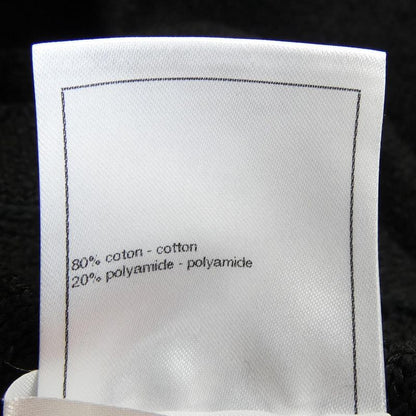 80% coton - cotton
20% polyamide - polyamide